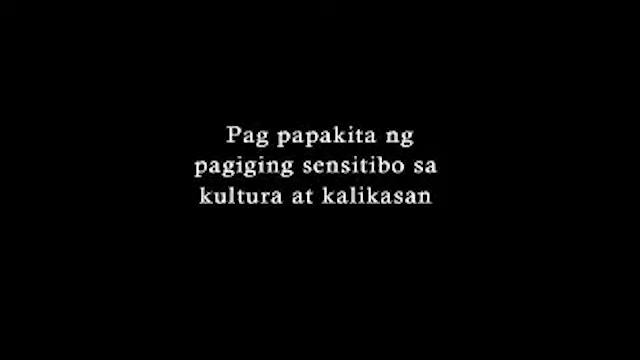 Pag papakita ng
pagiging sensitibo sa
kultura at kalikasan